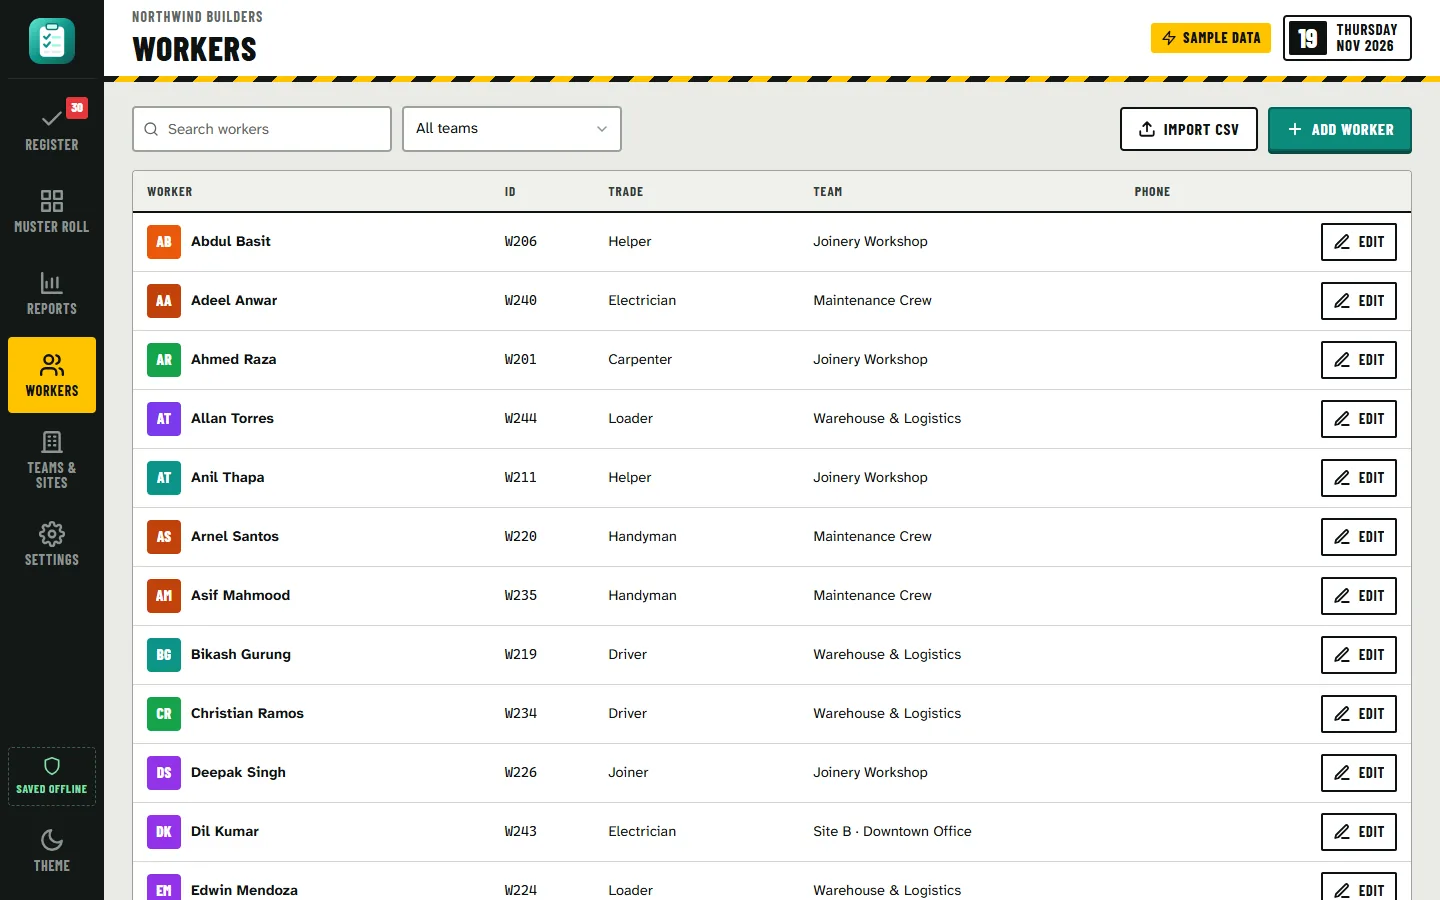 NORTHWIND BUILDERS
WORKERS
SAMPLE DATA
19
THURSDAY
NOV 2026
30
REGISTER
MUSTER ROLL
REPORTS
WORKERS
TEAMS &
SITES
SETTINGS
SAVED OFFLINE
THEME
Search workers
All teams
IMPORT CSV
ADD WORKER
WORKER ID TRADE TEAM PHONE
AB Abdul Basit W206 Helper Joinery Workshop EDIT
AA Adeel Anwar W240 Electrician Maintenance Crew EDIT
AR Ahmed Raza W201 Carpenter Joinery Workshop EDIT
AT Allan Torres W244 Loader Warehouse & Logistics EDIT
AT Anil Thapa W211 Helper Joinery Workshop EDIT
AS Arnel Santos W220 Handyman Maintenance Crew EDIT
AM Asif Mahmood W235 Handyman Maintenance Crew EDIT
BG Bikash Gurung W219 Driver Warehouse & Logistics EDIT
CR Christian Ramos W234 Driver Warehouse & Logistics EDIT
DS Deepak Singh W226 Joiner Joinery Workshop EDIT
DK Dil Kumar W243 Electrician Site B · Downtown Office EDIT
EM Edwin Mendoza W224 Loader Warehouse & Logistics EDIT